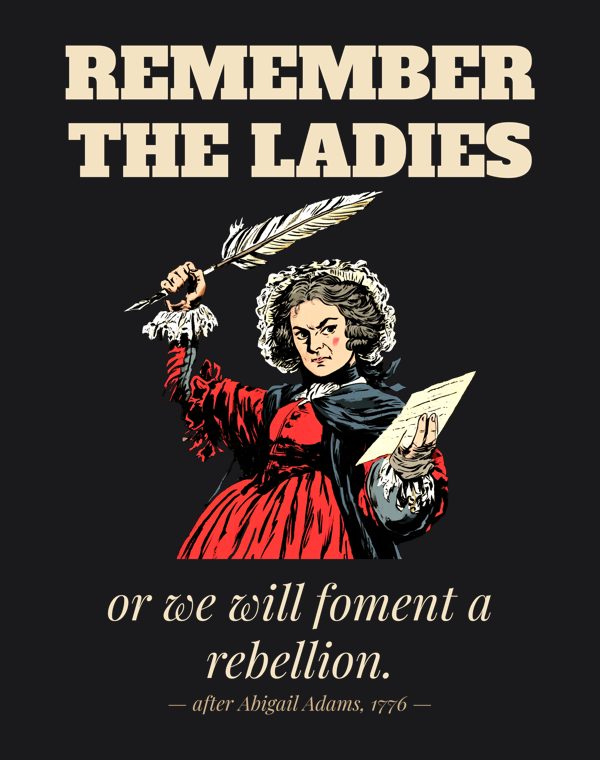 REMEMBER
THE LADIES
or we will foment a
rebellion.
— after Abigail Adams, 1776 —